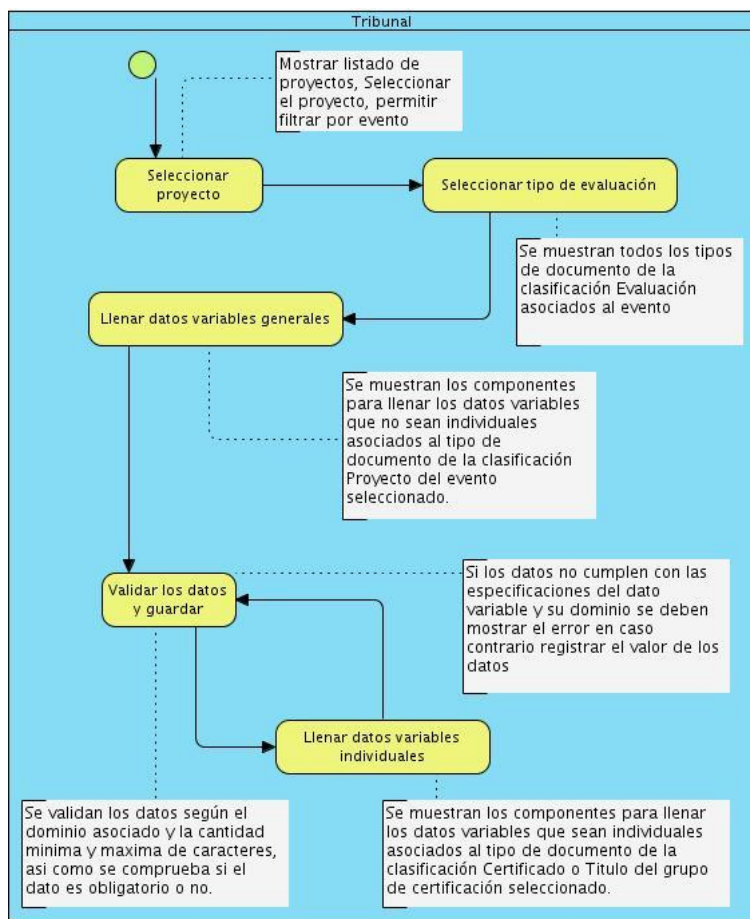 Tribunal
Mostrar listado de
proyectos, Seleccionar
el proyecto, permitir
filtrar por evento
Seleccionar
proyecto
Seleccionar tipo de evaluación
Se muestran todos los tipos
de documento de la
clasificación Evaluación
asociados al evento
Llenar datos variables generales
Se muestran los componentes
para llenar los datos variables
que no sean individuales
asociados al tipo de
documento de la clasificación
Proyecto del evento
seleccionado.
Validar los datos
y guardar
Si los datos no cumplen con las
especificaciones del dato
variable y su dominio se deben
mostrar el error en caso
contrario registrar el valor de los
datos
Llenar datos variables
individuales
Se validan los datos según el
dominio asociado y la cantidad
minima y maxima de caracteres,
asi como se comprueba si el
dato es obligatorio o no.
Se muestran los componentes para llenar
los datos variables que sean individuales
asociados al tipo de documento de la
clasificación Certificado o Titulo del grupo
de certificación seleccionado.